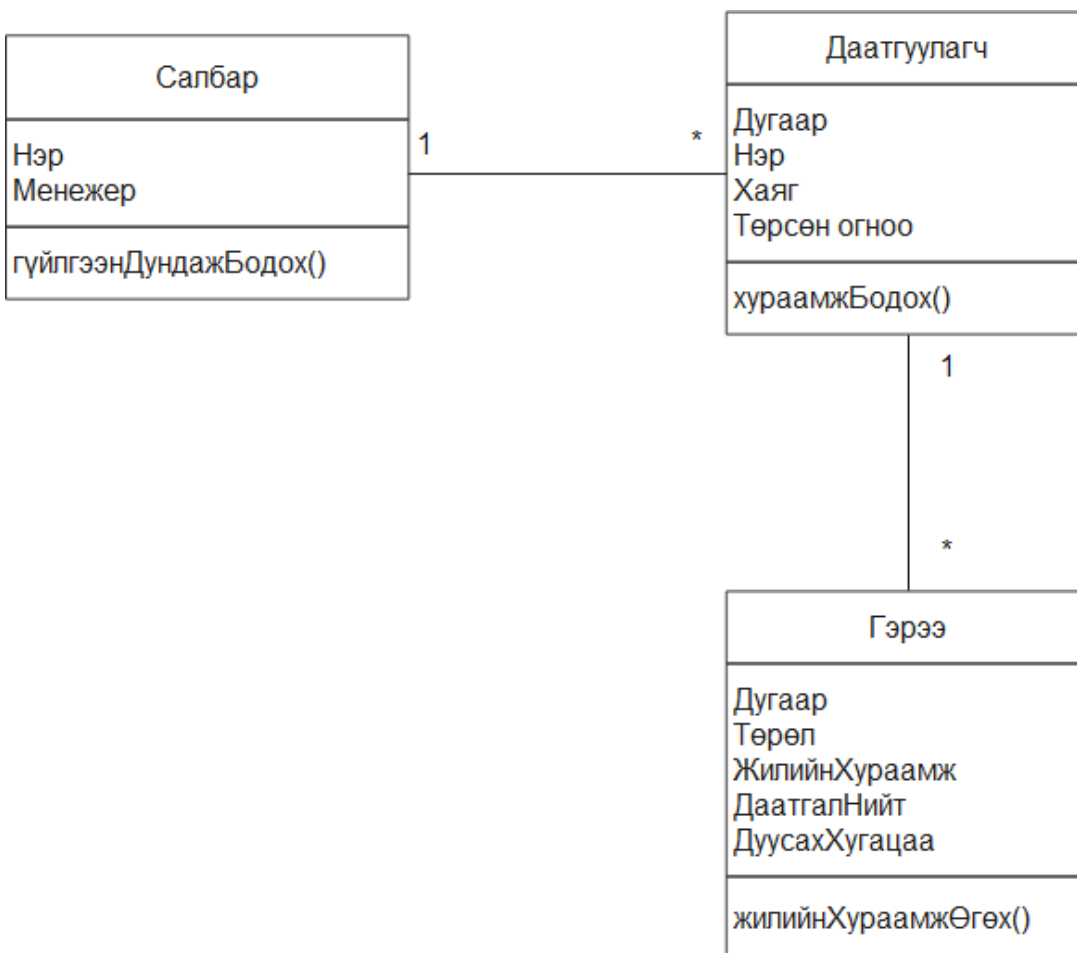 Салбар
Нэр
Менежер
гүйлгээнДундажБодох()
1
*
Даатгуулагч
Дугаар
Нэр
Хаяг
Төрсөн огноо
хураамжБодох()
1
*
Гэрээ
Дугаар
Төрөл
ЖилийнХураамж
ДаатгалНийт
ДуусахХугацаа
жилийнХураамжӨгөх()